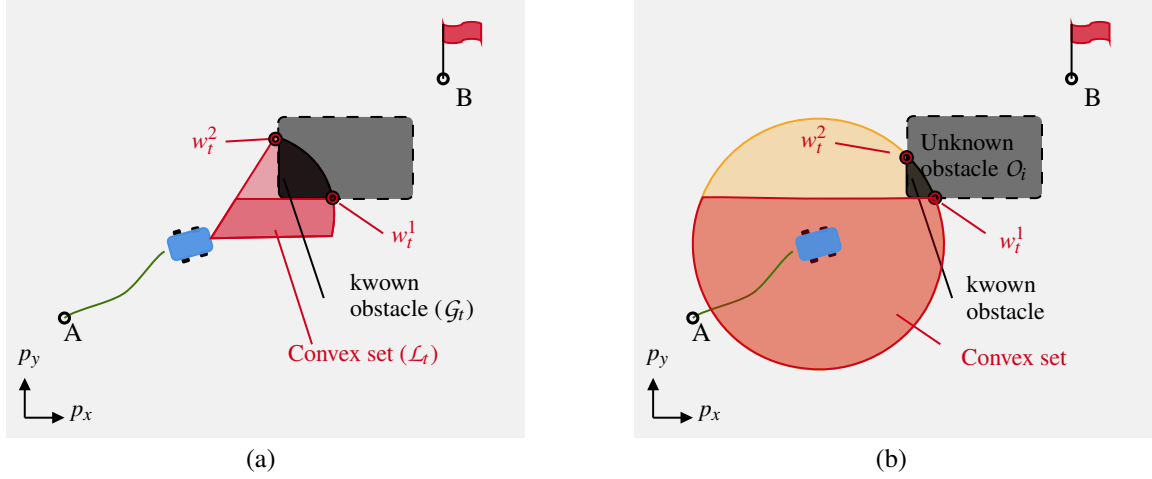 B
w_t^2
w_t^1
kwown
obstacle (𝒢_t)
Convex set (ℒ_t)
A
p_y
p_x
(a)
B
w_t^2
Unknown
obstacle 𝒪_i
w_t^1
kwown
obstacle
Convex set
A
p_y
p_x
(b)